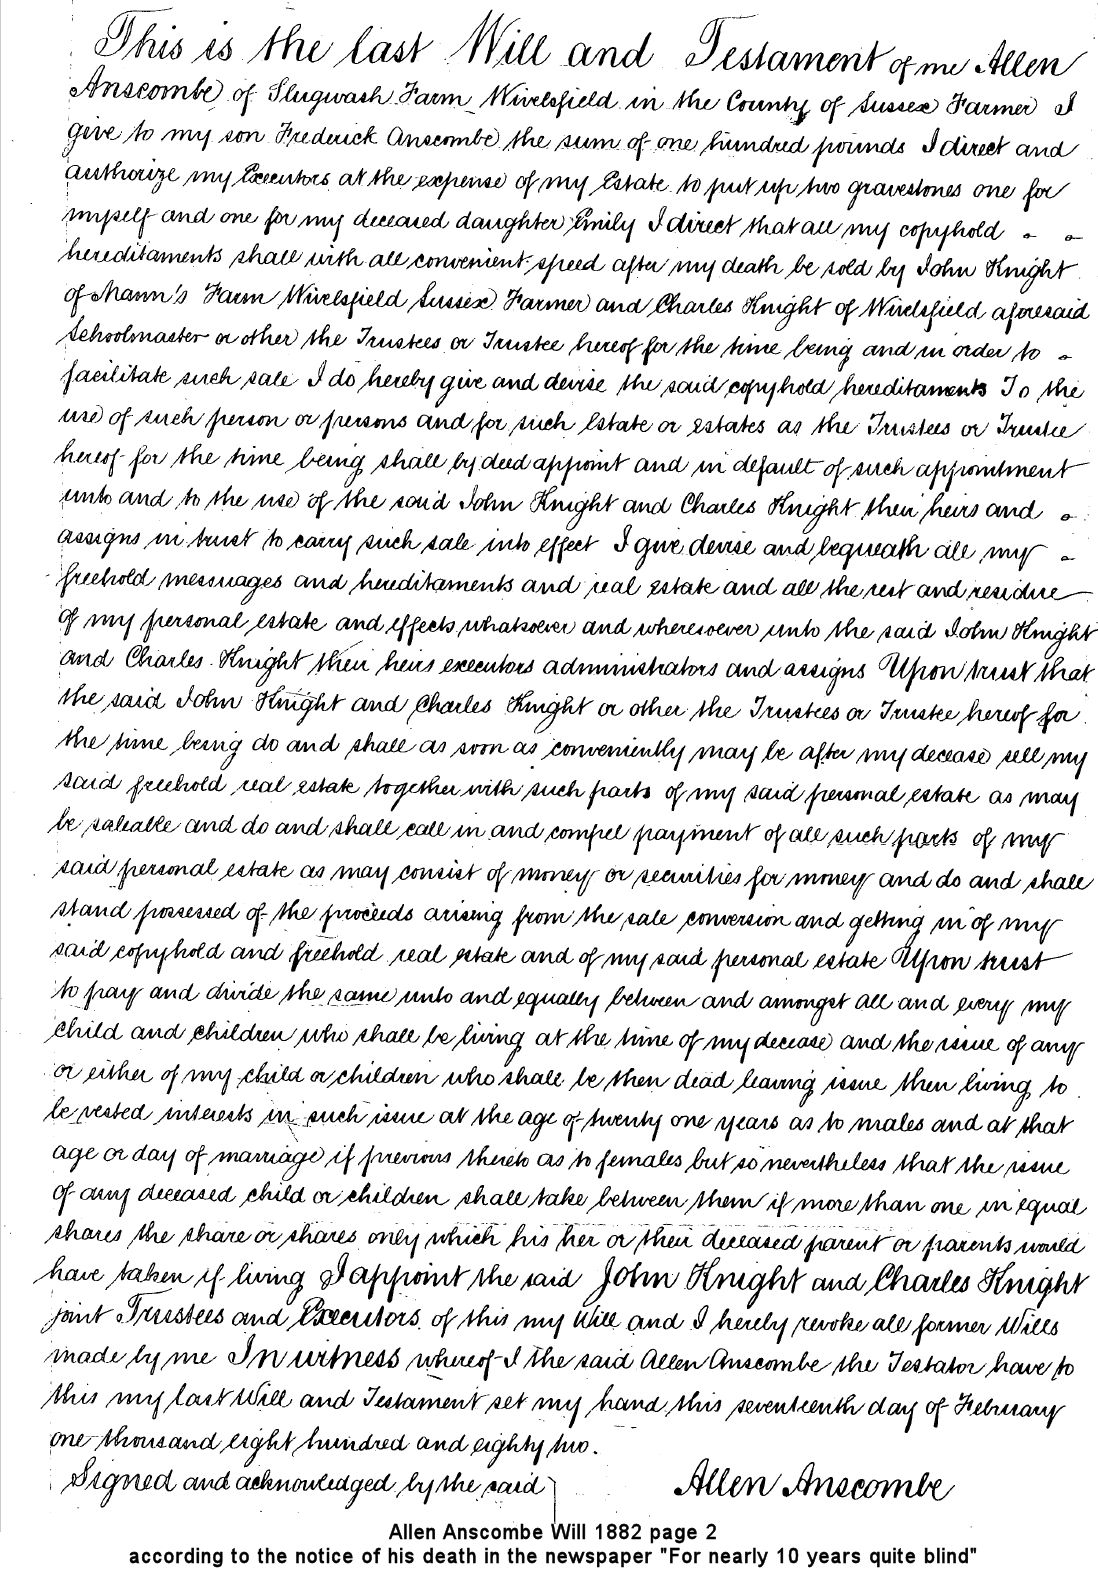 This is the last Will and Testament of me Allen
Anscombe of Slugwash Farm Wivelsfield in the County of Sussex Farmer I
give to my son Frederick Anscombe the sum of one hundred pounds I direct and
authorize my Executors at the expense of my Estate to put up two gravestones one for
myself and one for my deceased daughter Emily I direct that all my copyhold
hereditaments shall with all convenient speed after my death be sold by John Knight
of Mann's Farm Wivelsfield Sussex Farmer and Charles Knight of Wivelsfield aforesaid
Schoolmaster or other the Trustees or Trustee hereof for the time being and in order to
facilitate such sale I do hereby give and devise the said copyhold hereditaments To the
use of such person or persons and for such Estate or Estates as the Trustees or Trustee
hereof for the time being shall by deed appoint and in default of such appointment
unto and to the use of the said John Knight and Charles Knight their heirs and
assigns in trust to carry such sale into effect I give devise and bequeath all my
freehold messuages and hereditaments and real estate and all the rest and residue
of my personal estate and effects whatsoever and wheresoever unto the said John Knight
and Charles Knight their heirs executors administrators and assigns Upon trust that
the said John Knight and Charles Knight or other the Trustees or Trustee hereof for
the time being do and shall as soon as conveniently may be after my decease sell my
said freehold real estate together with such parts of my said personal estate as may
be saleable and do and shall call in and compel payment of all such parts of my
said personal estate as may consist of money or securities for money and do and shall
stand possessed of the proceeds arising from the sale conversion and getting in of my
said copyhold and freehold real estate and of my said personal estate Upon trust
to pay and divide the same unto and equally between and amongst all and every my
child and children who shall be living at the time of my decease and the issue of any
or either of my child or children who shall be then dead leaving issue then living to
be vested interests in such issue at the age of twenty one years as to males and at that
age or day of marriage if previous thereto as to females but so nevertheless that the issue
of any deceased child or children shall take between them if more than one in equal
shares the share or shares only which his her or their deceased parent or parents would
have taken if living I appoint the said John Knight and Charles Knight
joint Trustees and Executors of this my Will and I hereby revoke all former Wills
made by me In witness whereof I the said Allen Anscombe the Testator have to
this my last Will and Testament set my hand this seventeenth day of February
one thousand eight hundred and eighty two.
Signed and acknowledged by the said
Allen Anscombe
Allen Anscombe Will 1882 page 2
according to the notice of his death in the newspaper "For nearly 10 years quite blind"